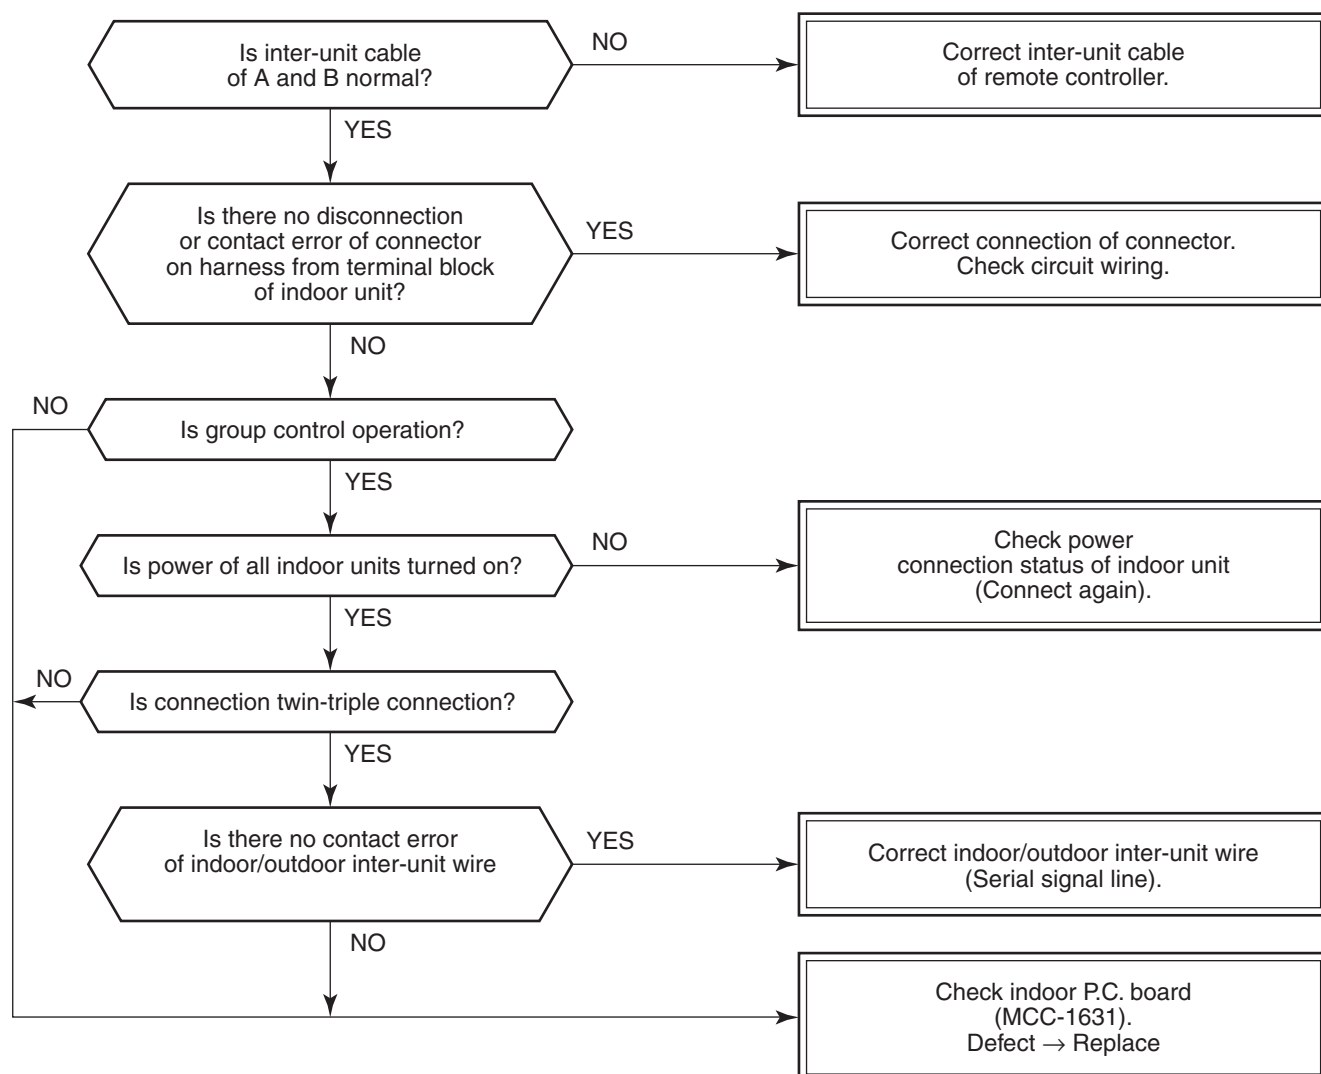 Is inter-unit cable
of A and B normal?
NO
Correct inter-unit cable
of remote controller.
YES
Is there no disconnection
or contact error of connector
on harness from terminal block
of indoor unit?
YES
Correct connection of connector.
Check circuit wiring.
NO
NO
Is group control operation?
YES
Is power of all indoor units turned on?
NO
Check power
connection status of indoor unit
(Connect again).
YES
NO
Is connection twin-triple connection?
YES
Is there no contact error
of indoor/outdoor inter-unit wire
YES
Correct indoor/outdoor inter-unit wire
(Serial signal line).
NO
Check indoor P.C. board
(MCC-1631).
Defect → Replace